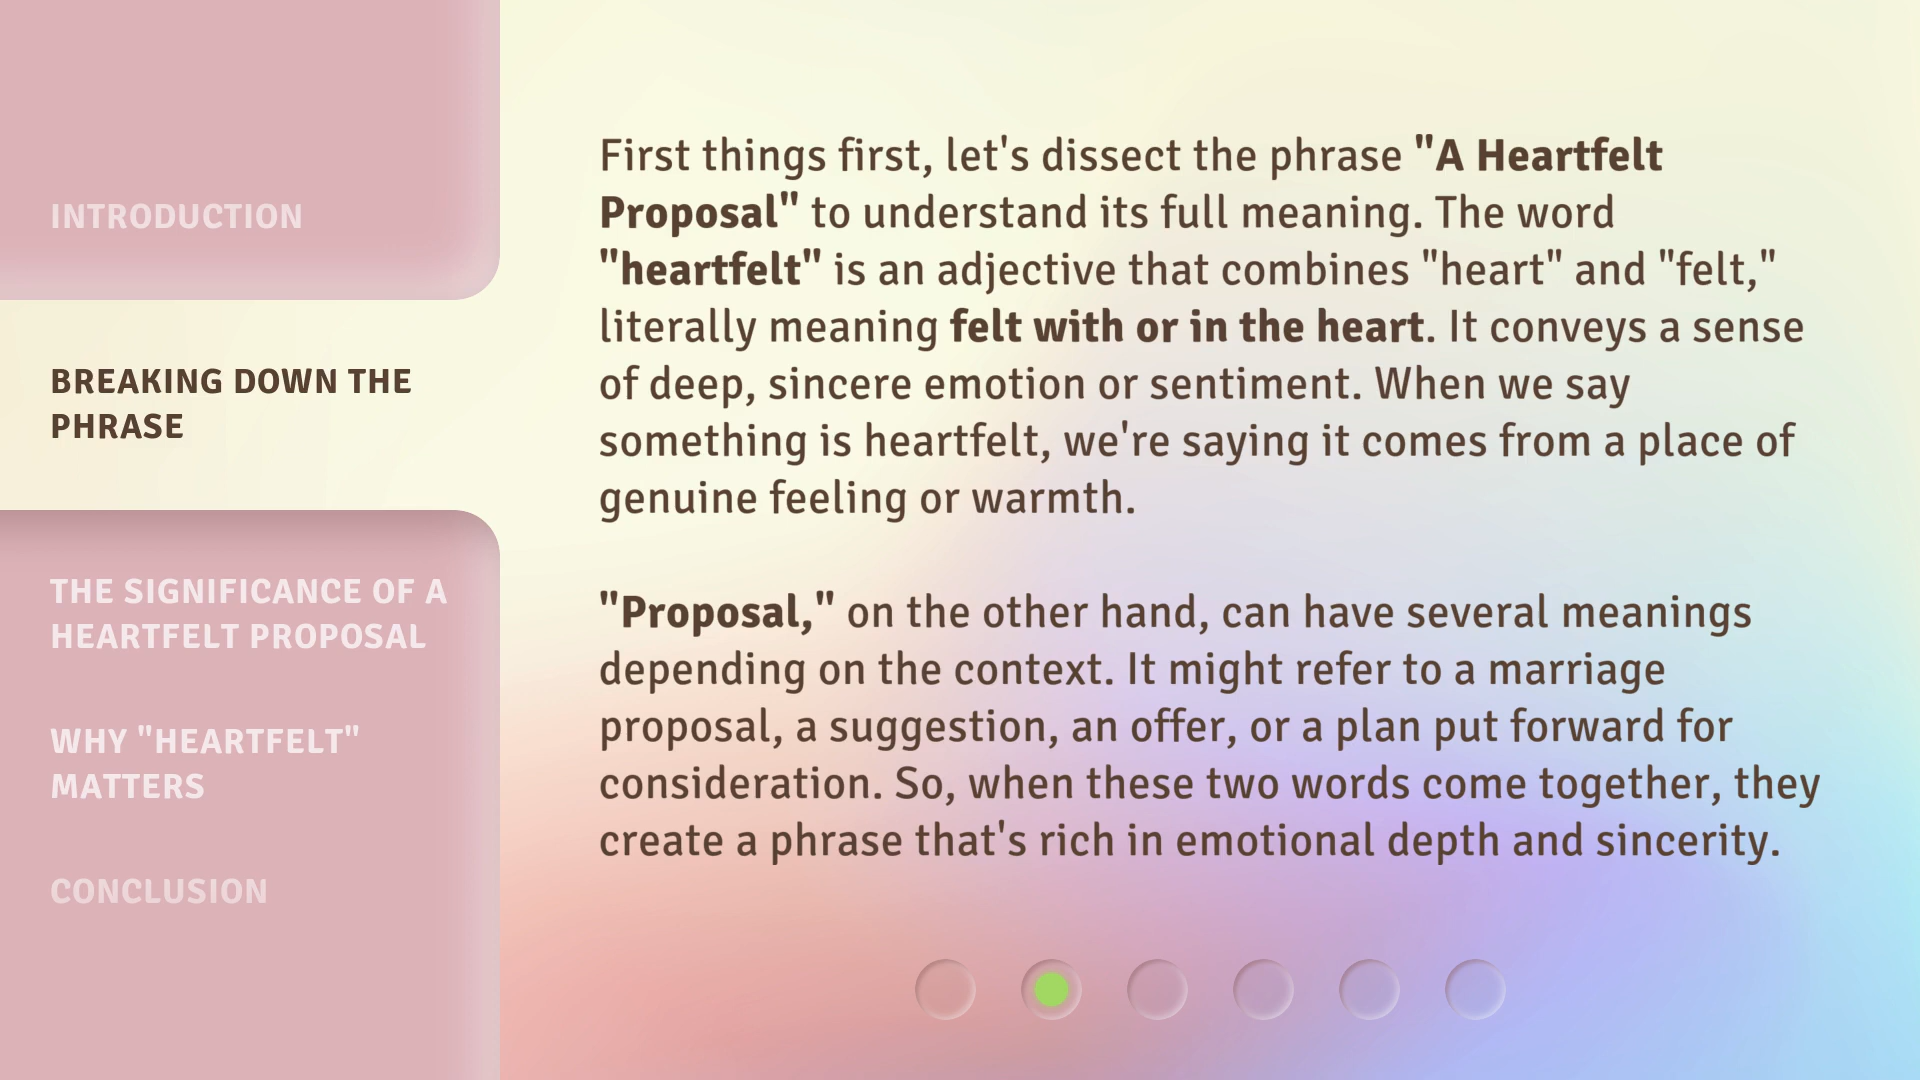 INTRODUCTION
BREAKING DOWN THE
PHRASE
THE SIGNIFICANCE OF A
HEARTFELT PROPOSAL
WHY "HEARTFELT"
MATTERS
CONCLUSION
First things first, let's dissect the phrase "A Heartfelt
Proposal" to understand its full meaning. The word
"heartfelt" is an adjective that combines "heart" and "felt,"
literally meaning felt with or in the heart. It conveys a sense
of deep, sincere emotion or sentiment. When we say
something is heartfelt, we're saying it comes from a place of
genuine feeling or warmth.
"Proposal," on the other hand, can have several meanings
depending on the context. It might refer to a marriage
proposal, a suggestion, an offer, or a plan put forward for
consideration. So, when these two words come together, they
create a phrase that's rich in emotional depth and sincerity.